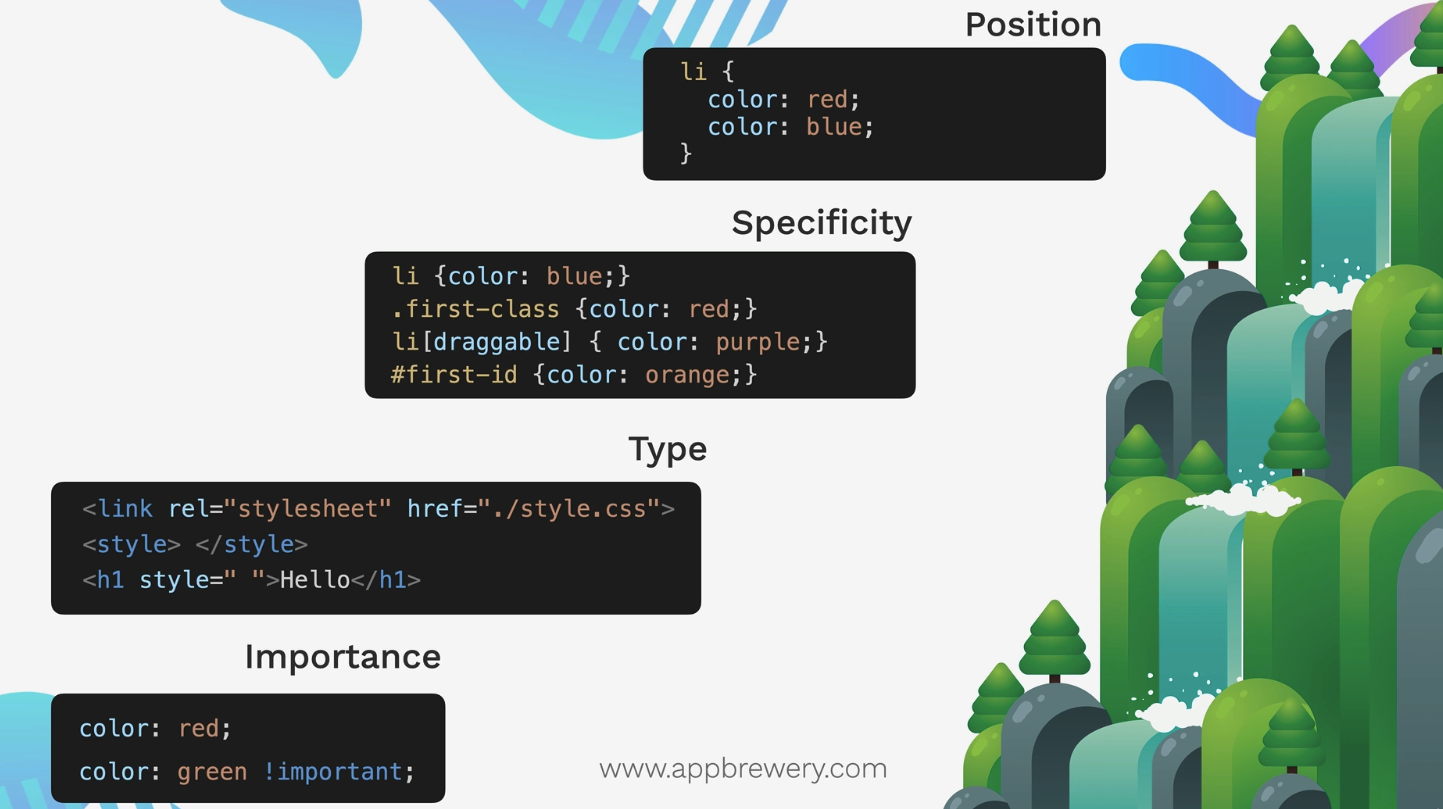 Position
li {
  color: red;
  color: blue;
}
Specificity
li {color: blue;}
.first-class {color: red;}
li[draggable] { color: purple;}
#first-id {color: orange;}
Type
<link rel="stylesheet" href="./style.css">
<style> </style>
<h1 style=" ">Hello</h1>
Importance
color: red;
color: green !important;
www.appbrewery.com